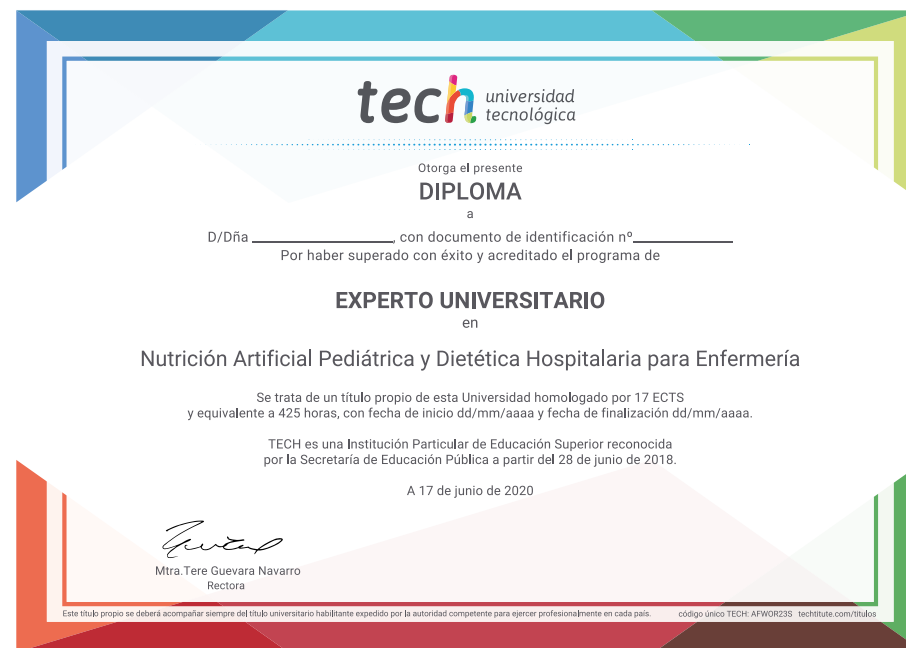 tech universidad
tecnológica
Otorga el presente
DIPLOMA
a
D/Dña ____________________, con documento de identificación nº______________
Por haber superado con éxito y acreditado el programa de
EXPERTO UNIVERSITARIO
en
Nutrición Artificial Pediátrica y Dietética Hospitalaria para Enfermería
Se trata de un título propio de esta Universidad homologado por 17 ECTS
y equivalente a 425 horas, con fecha de inicio dd/mm/aaaa y fecha de finalización dd/mm/aaaa.
TECH es una Institución Particular de Educación Superior reconocida
por la Secretaría de Educación Pública a partir del 28 de junio de 2018.
A 17 de junio de 2020
Mtra.Tere Guevara Navarro
Rectora
Este título propio se deberá acompañar siempre del título universitario habilitante expedido por la autoridad competente para ejercer profesionalmente en cada país. código único TECH: AFWOR23S techtitute.com/titulos